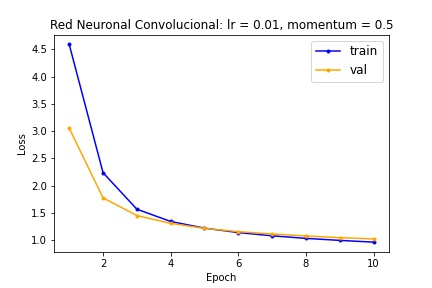 Red Neuronal Convolucional: lr = 0.01, momentum = 0.5
train
val
Loss
4.5
4.0
3.5
3.0
2.5
2.0
1.5
1.0
2 4 6 8 10
Epoch